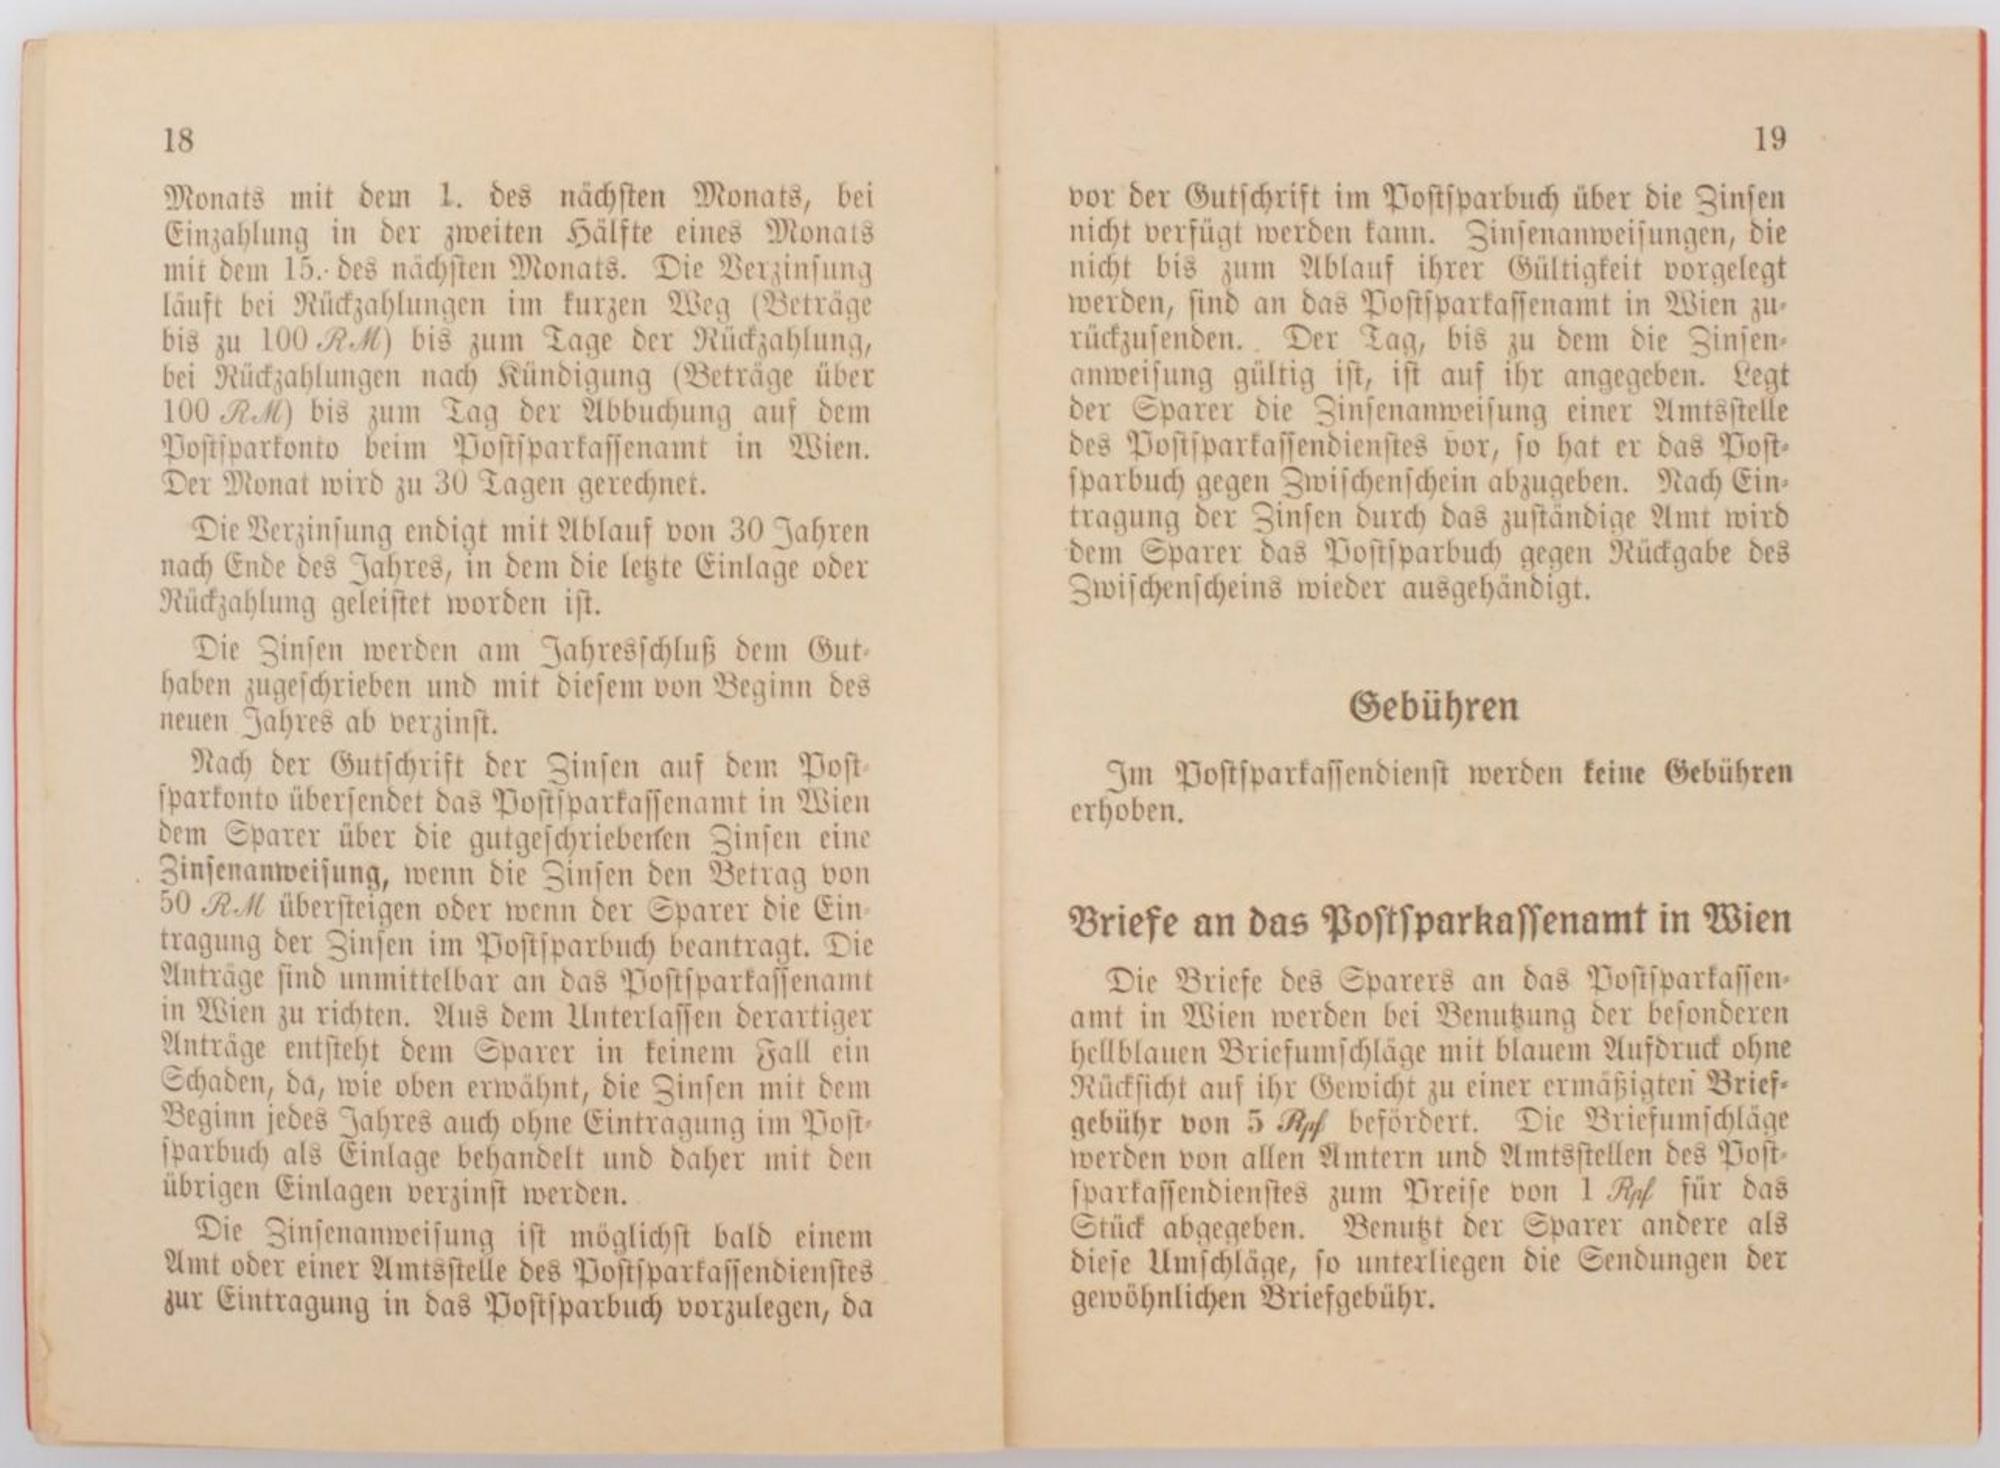 18
Monats mit dem 1. des nächsten Monats, bei
Einzahlung in der zweiten Hälfte eines Monats
mit dem 15. des nächsten Monats. Die Verzinsung
läuft bei Rückzahlungen im kurzen Weg (Beträge
bis zu 100 RM) bis zum Tage der Rückzahlung,
bei Rückzahlungen nach Kündigung (Beträge über
100 RM) bis zum Tag der Abbuchung auf dem
Postsparkonto beim Postsparkassenamt in Wien.
Der Monat wird zu 30 Tagen gerechnet.
Die Verzinsung endigt mit Ablauf von 30 Jahren
nach Ende des Jahres, in dem die letzte Einlage oder
Rückzahlung geleistet worden ist.
Die Zinsen werden am Jahresschluß dem Gut-
haben zugeschrieben und mit diesem von Beginn des
neuen Jahres ab verzinst.
Nach der Gutschrift der Zinsen auf dem Post-
sparkonto übersendet das Postsparkassenamt in Wien
dem Sparer über die gutgeschriebenen Zinsen eine
Zinsenanweisung, wenn die Zinsen den Betrag von
50 RM übersteigen oder wenn der Sparer die Ein-
tragung der Zinsen im Postsparbuch beantragt. Die
Anträge sind unmittelbar an das Postsparkassenamt
in Wien zu richten. Aus dem Unterlassen derartiger
Anträge entsteht dem Sparer in keinem Fall ein
Schaden, da, wie oben erwähnt, die Zinsen mit dem
Beginn jedes Jahres auch ohne Eintragung im Post-
sparbuch als Einlage behandelt und daher mit den
übrigen Einlagen verzinst werden.
Die Zinsenanweisung ist möglichst bald einem
Amt oder einer Amtsstelle des Postsparkassendienstes
zur Eintragung in das Postsparbuch vorzulegen, da
19
vor der Gutschrift im Postsparbuch über die Zinsen
nicht verfügt werden kann. Zinsenanweisungen, die
nicht bis zum Ablauf ihrer Gültigkeit vorgelegt
werden, sind an das Postsparkassenamt in Wien zu-
rückzusenden. Der Tag, bis zu dem die Zinsen-
anweisung gültig ist, ist auf ihr angegeben. Legt
der Sparer die Zinsenanweisung einer Amtsstelle
des Postsparkassendienstes vor, so hat er das Post-
sparbuch gegen Zwischenschein abzugeben. Nach Ein-
tragung der Zinsen durch das zuständige Amt wird
dem Sparer das Postsparbuch gegen Rückgabe des
Zwischenscheins wieder ausgehändigt.
Gebühren
Im Postsparkassendienst werden keine Gebühren
erhoben.
Briefe an das Postsparkassenamt in Wien
Die Briefe des Sparers an das Postsparkassen-
amt in Wien werden bei Benutzung der besonderen
hellblauen Briefumschläge mit blauem Aufdruck ohne
Rücksicht auf ihr Gewicht zu einer ermäßigten Brief-
gebühr von 5 Rpf befördert. Die Briefumschläge
werden von allen Ämtern und Amtsstellen des Post-
sparkassendienstes zum Preise von 1 Rpf für das
Stück abgegeben. Benutzt der Sparer andere als
diese Umschläge, so unterliegen die Sendungen der
gewöhnlichen Briefgebühr.